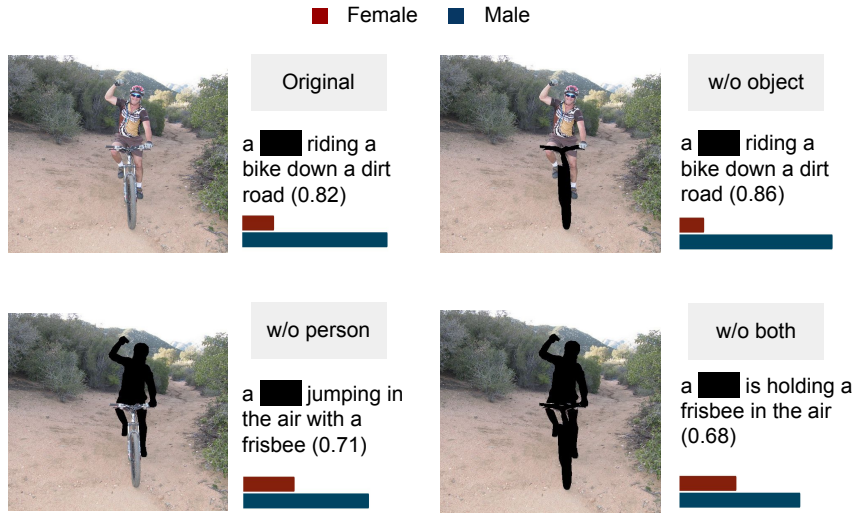 Female Male
Original
a riding a
bike down a dirt
road (0.82)
w/o object
a riding a
bike down a dirt
road (0.86)
w/o person
a jumping in
the air with a
frisbee (0.71)
w/o both
a is holding a
frisbee in the air
(0.68)